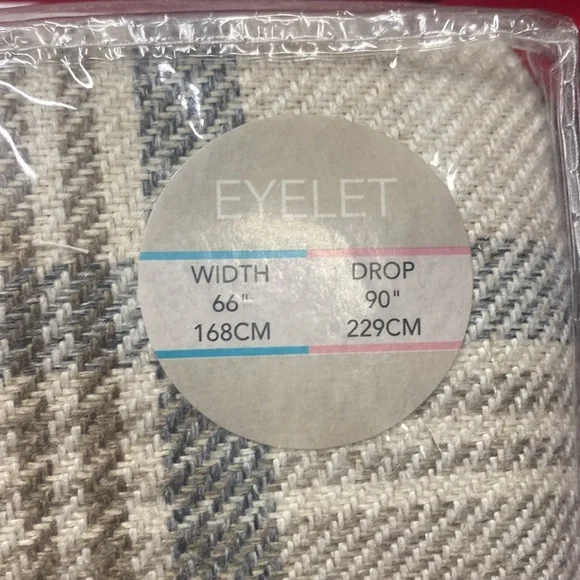 EYELET
WIDTH DROP
66" 90"
168CM 229CM